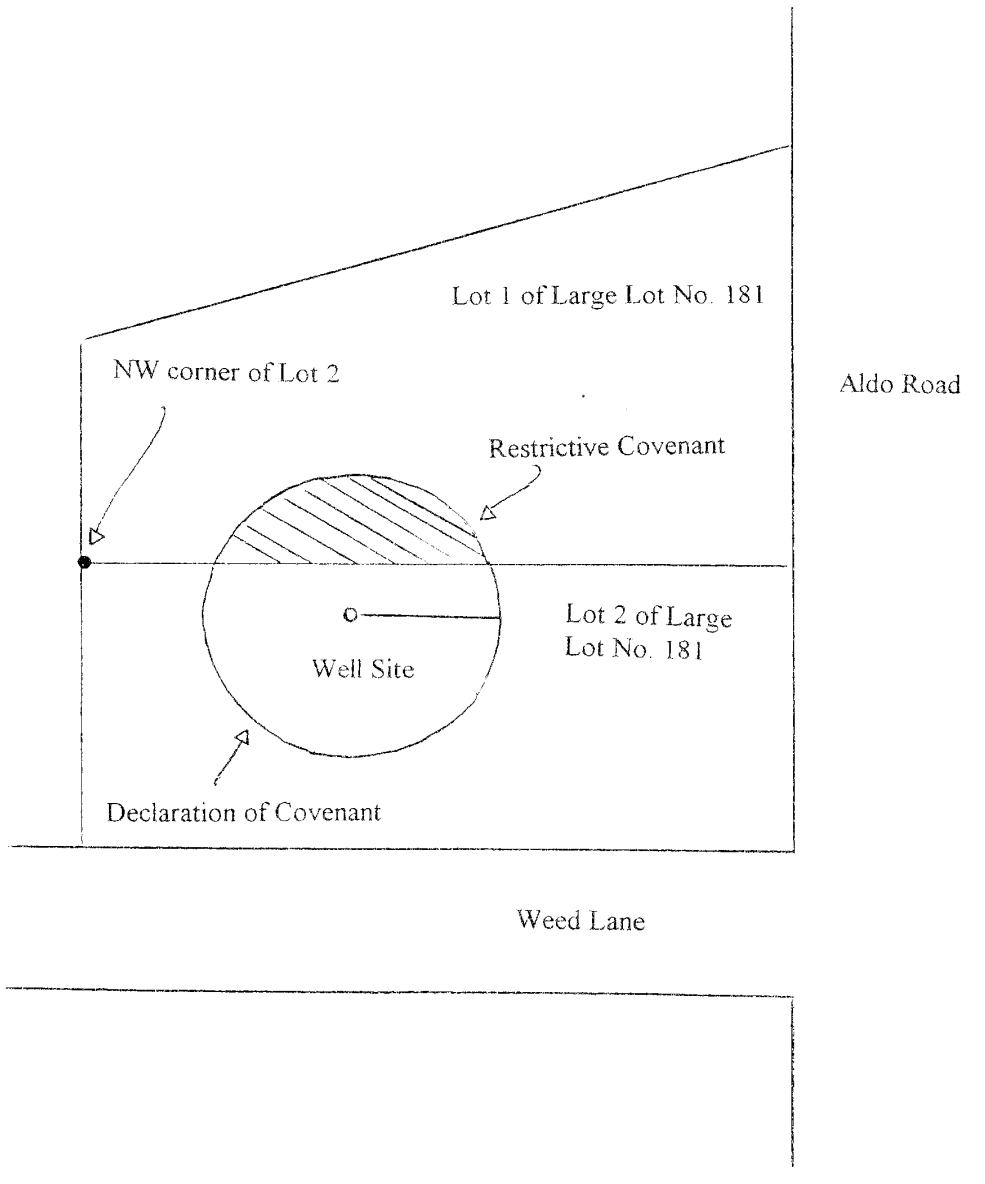 Lot 1 of Large Lot No. 181
NW corner of Lot 2
Aldo Road
Restrictive Covenant
Lot 2 of Large
Lot No. 181
Well Site
Declaration of Covenant
Weed Lane